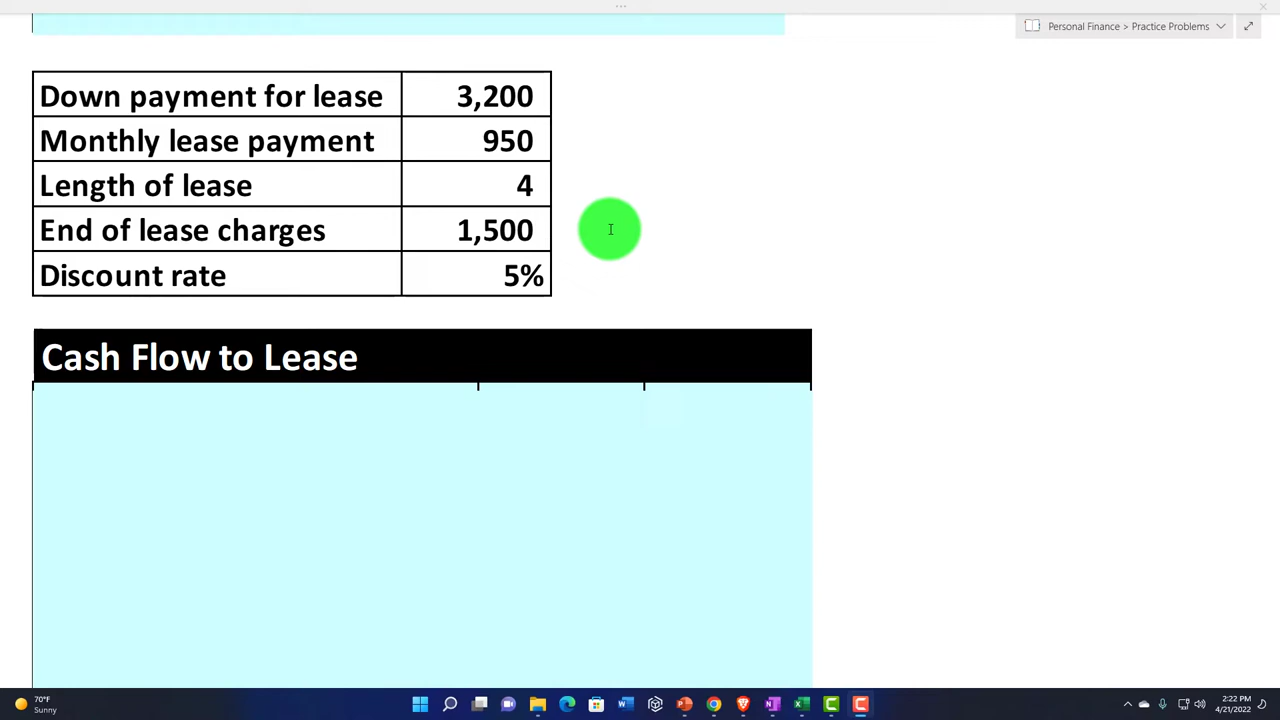 Personal Finance > Practice Problems
Down payment for lease 3,200
Monthly lease payment 950
Length of lease 4
End of lease charges 1,500
Discount rate 5%
Cash Flow to Lease
70°F
Sunny
2:22 PM
4/21/2022